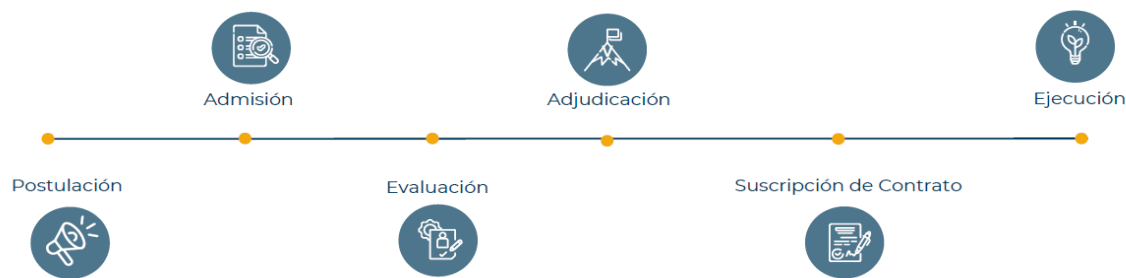 Admisión
Adjudicación
Ejecución
Postulación
Evaluación
Suscripción de Contrato